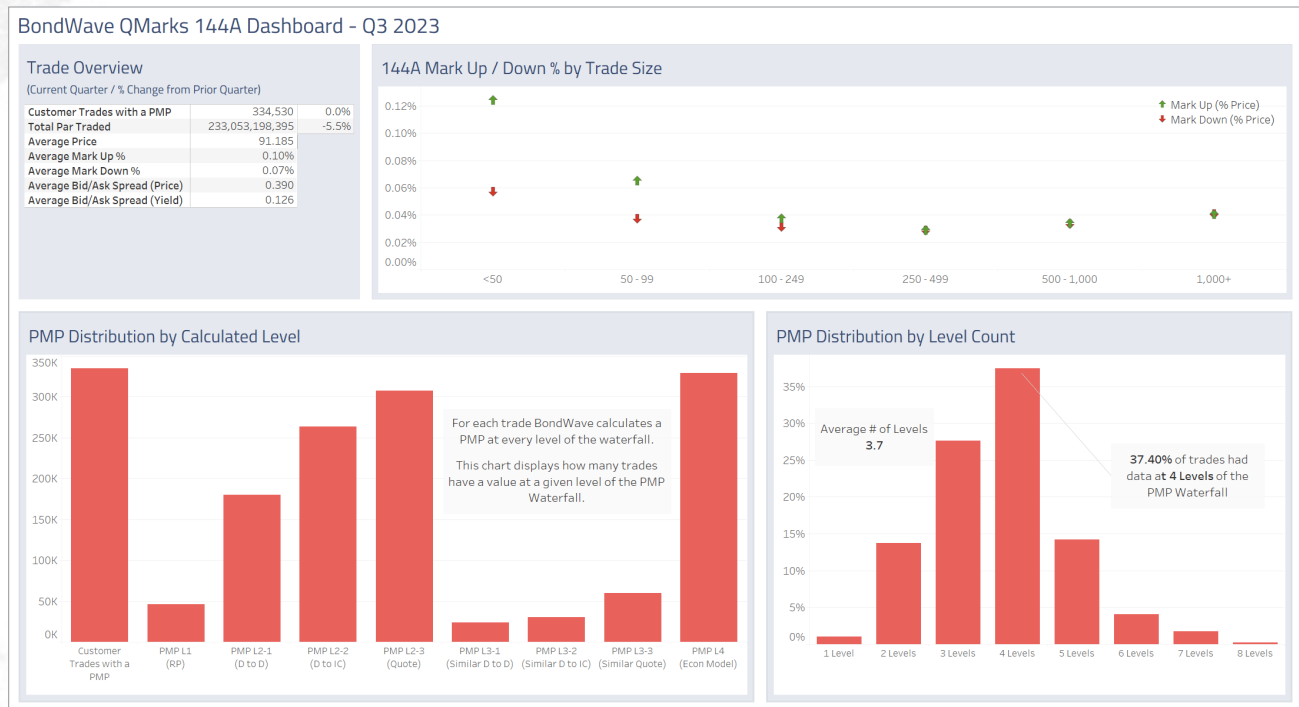 BondWave QMarks 144A Dashboard - Q3 2023
Trade Overview
(Current Quarter / % Change from Prior Quarter)
Customer Trades with a PMP 334,530 0.0%
Total Par Traded 233,053,198,395 -5.5%
Average Price 91.185
Average Mark Up % 0.10%
Average Mark Down % 0.07%
Average Bid/Ask Spread (Price) 0.390
Average Bid/Ask Spread (Yield) 0.126
144A Mark Up / Down % by Trade Size
0.12%
0.10%
0.08%
0.06%
0.04%
0.02%
0.00%
Mark Up (% Price)
Mark Down (% Price)
<50 50 - 99 100 - 249 250 - 499 500 - 1,000 1,000+
PMP Distribution by Calculated Level
350K
300K
250K
200K
150K
100K
50K
0K
For each trade BondWave calculates a
PMP at every level of the waterfall.
This chart displays how many trades
have a value at a given level of the PMP
Waterfall.
Customer
Trades with a
PMP
PMP L1
(RP)
PMP L2-1
(D to D)
PMP L2-2
(D to IC)
PMP L2-3
(Quote)
PMP L3-1
(Similar D to D)
PMP L3-2
(Similar D to IC)
PMP L3-3
(Similar Quote)
PMP L4
(Econ Model)
PMP Distribution by Level Count
35%
30%
25%
20%
15%
10%
5%
0%
Average # of Levels
3.7
37.40% of trades had
data at 4 Levels of the
PMP Waterfall
1 Level 2 Levels 3 Levels 4 Levels 5 Levels 6 Levels 7 Levels 8 Levels